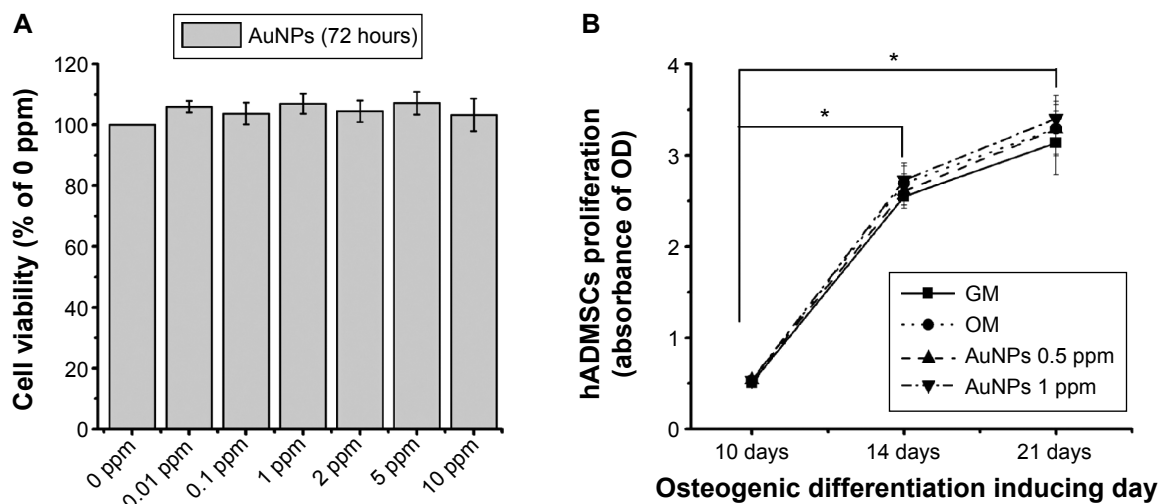 A
AuNPs (72 hours)
Cell viability (% of 0 ppm)
120
100
80
60
40
20
0
0 ppm
0.01 ppm
0.1 ppm
1 ppm
2 ppm
5 ppm
10 ppm
B
hADMSCs proliferation
(absorbance of OD)
4
3
2
1
0
*
*
GM
OM
AuNPs 0.5 ppm
AuNPs 1 ppm
10 days
14 days
21 days
Osteogenic differentiation inducing day